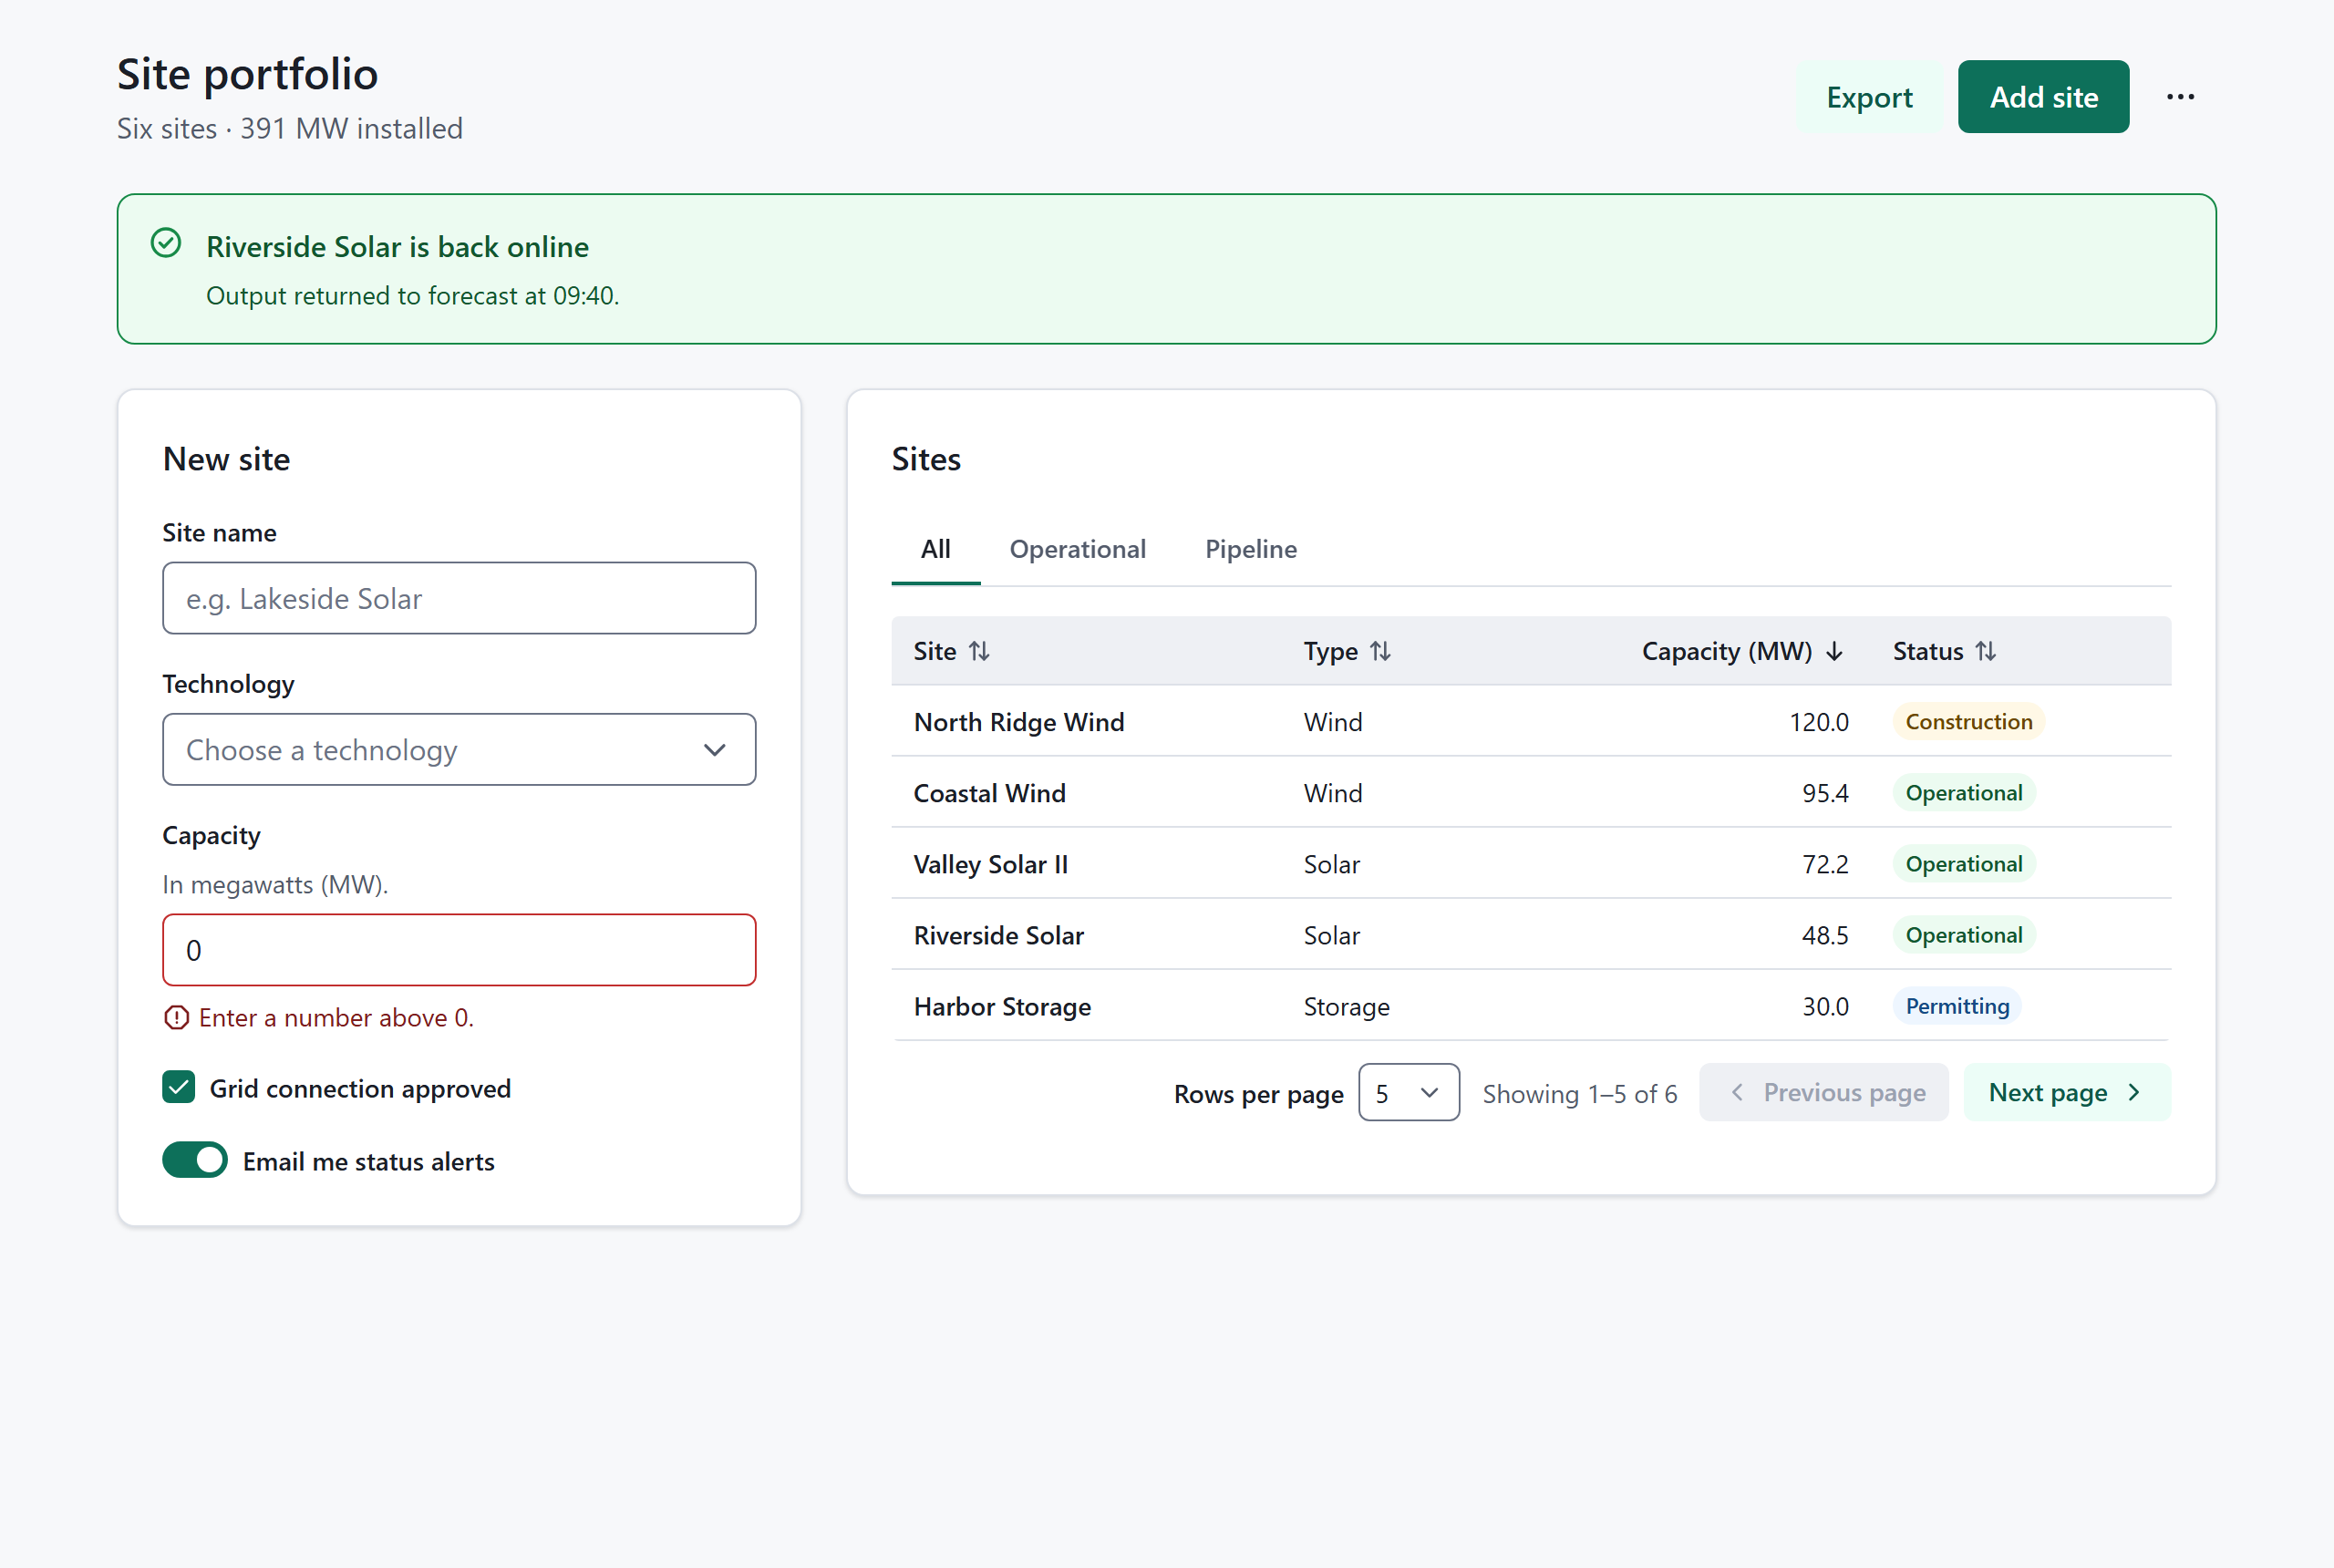 Site portfolio
Six sites · 391 MW installed
Export
Add site
Riverside Solar is back online
Output returned to forecast at 09:40.
New site
Site name
e.g. Lakeside Solar
Technology
Choose a technology
Capacity
In megawatts (MW).
0
Enter a number above 0.
Grid connection approved
Email me status alerts
Sites
All Operational Pipeline
Site Type Capacity (MW) Status
North Ridge Wind Wind 120.0 Construction
Coastal Wind Wind 95.4 Operational
Valley Solar II Solar 72.2 Operational
Riverside Solar Solar 48.5 Operational
Harbor Storage Storage 30.0 Permitting
Rows per page 5 Showing 1–5 of 6 Previous page Next page